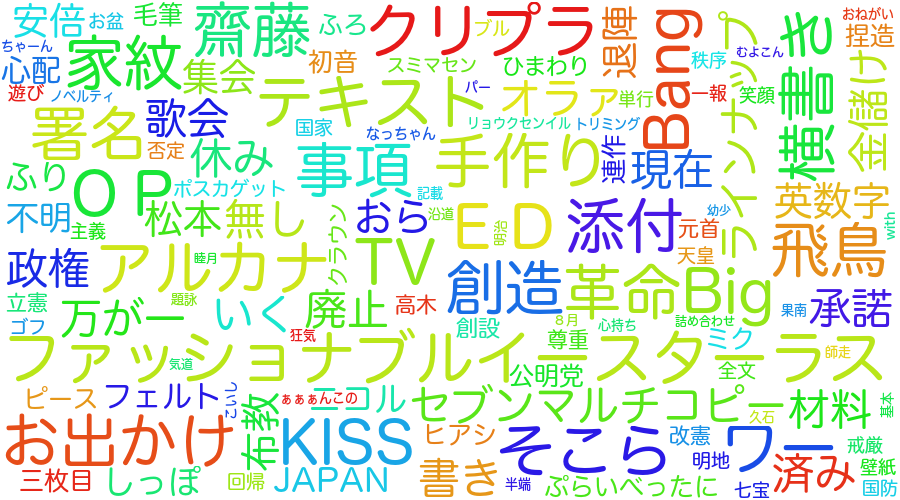 安倍
お盆
毛筆
齋藤
ふろ
クリプラ
ブル
退陣
Bang
ラインナップ
横書き
おねがい
捏造
ちゃーん
心配
家紋
集会
初音
スミマセン
ひまわり
秩序
むよこん
遊び
ノベルティ
署名
歌会
テキスト
パー
オラァ
単行
一報
笑顔
金儲け
国家
なっちゃん
リョウクセンイル
トリミング
否定
休み
事項
手作り
連作
現在
英数字
ふり
ＯＰ
ポスカゲット
記載
幼少
with
不明
主義
松本
無し
クラウン
おら
沿道
ＥＤ
明治
添付
元首
飛鳥
政権
睦月
アルカナ
TV
天皇
創造
革命
Big
果南
承諾
立憲
題詠
ゴフ
万が一
いく
廃止
高木
創設
８月
心持ち
詰め合わせ
尊重
ミク
狂気
ファッショナブルイースターラス
気道
公明党
全文
師走
ピース
フェルト
こいし
ぁぁぁんこの
ニコル
セブン
マルチコピー
久石
材料
基本
お出かけ
布教
KISS
ヒアシ
そこら
改憲
ワー
戒厳
三枚目
しっぽ
回帰
JAPAN
書き
半端
ぷらいべったに
明地
七宝
済み
壁紙
国防